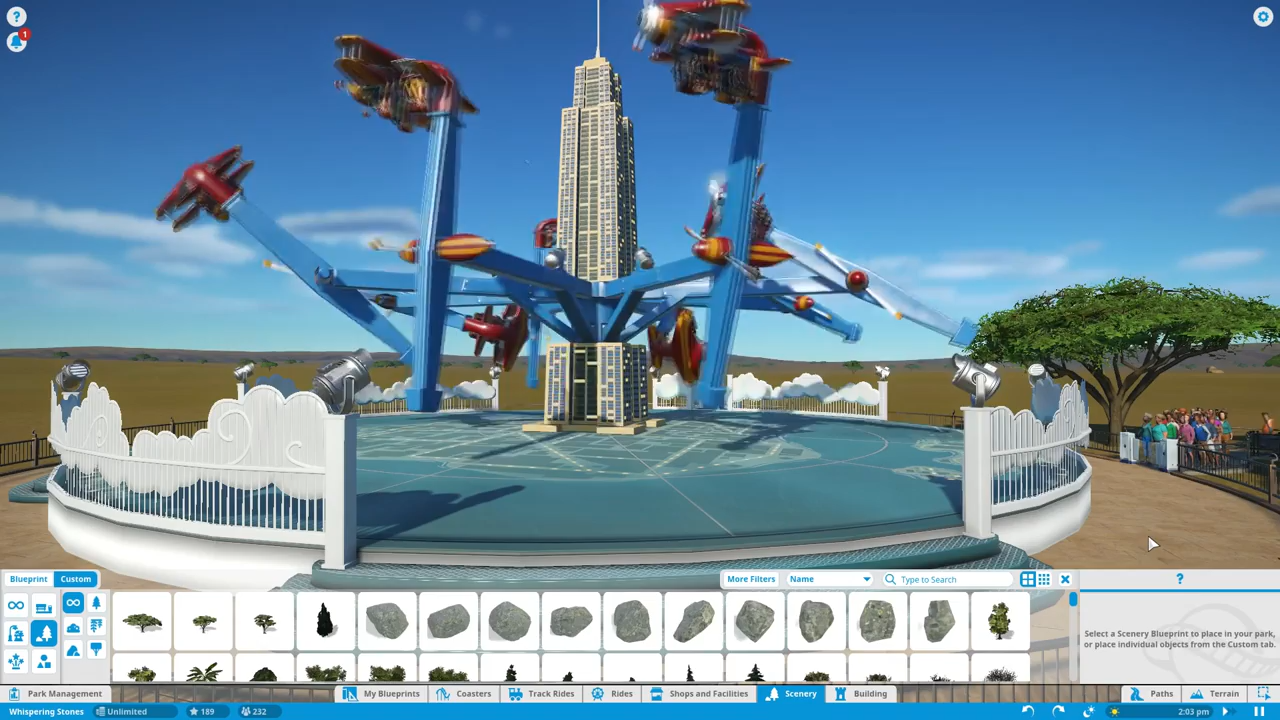 ?
1
Blueprint
Custom
More Filters
Name
Type to Search
?
Select a Scenery Blueprint to place in your park,
or place individual objects from the Custom tab.
Park Management
My Blueprints
Coasters
Track Rides
Rides
Shops and Facilities
Scenery
Building
Paths
Terrain
Whispering Stones
Unlimited
189
232
2:03 pm